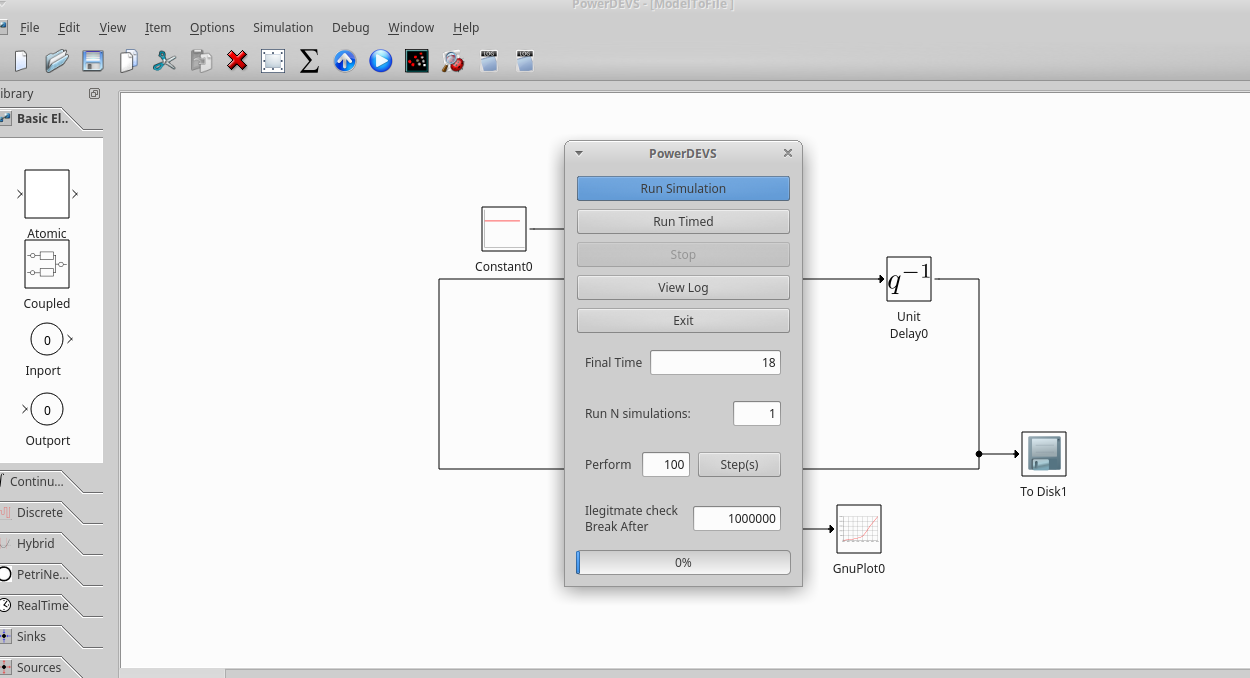 PowerDEVS - [ModelToFile ]
File Edit View Item Options Simulation Debug Window Help
ibrary
Basic El..
Atomic
Coupled
0
Inport
0
Outport
Continu...
Discrete
Hybrid
PetriNe...
RealTime
Sinks
Sources
Constant0
PowerDEVS
Run Simulation
Run Timed
Stop
View Log
Exit
Final Time 18
Run N simulations: 1
Perform 100 Step(s)
Ilegitmate check
Break After 1000000
0%
q⁻¹
Unit
Delay0
To Disk1
GnuPlot0